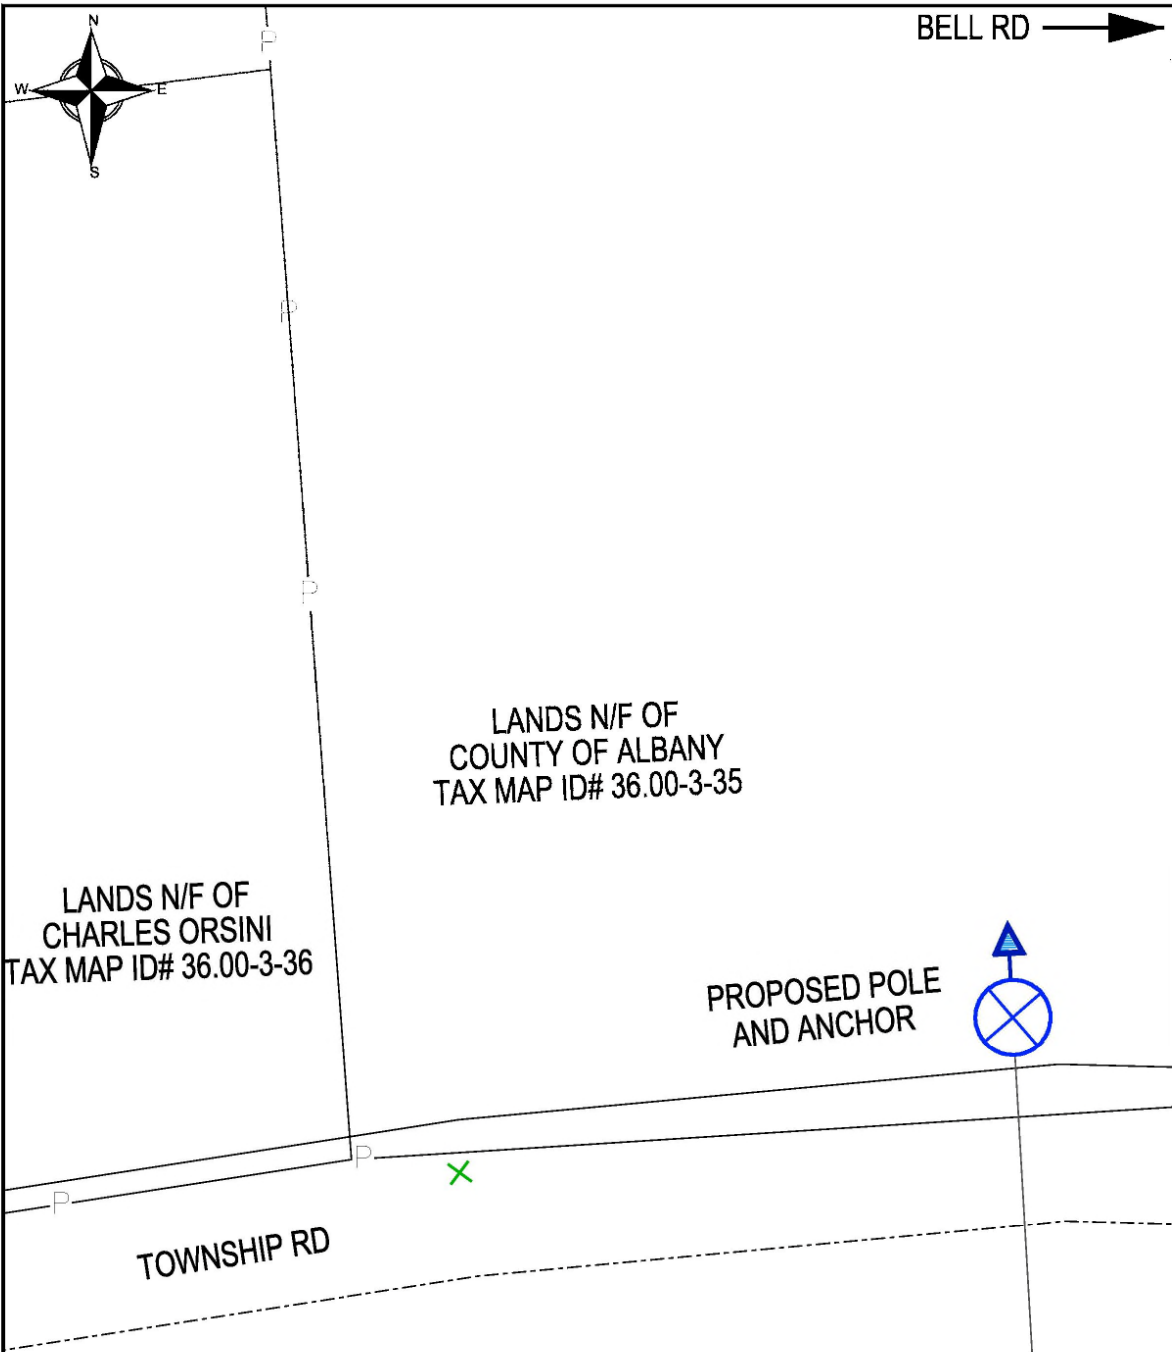 N
BELL RD
P
W
E
S
P
P
LANDS N/F OF
COUNTY OF ALBANY
TAX MAP ID# 36.00-3-35
LANDS N/F OF
CHARLES ORSINI
TAX MAP ID# 36.00-3-36
PROPOSED POLE
AND ANCHOR
P
P
TOWNSHIP RD